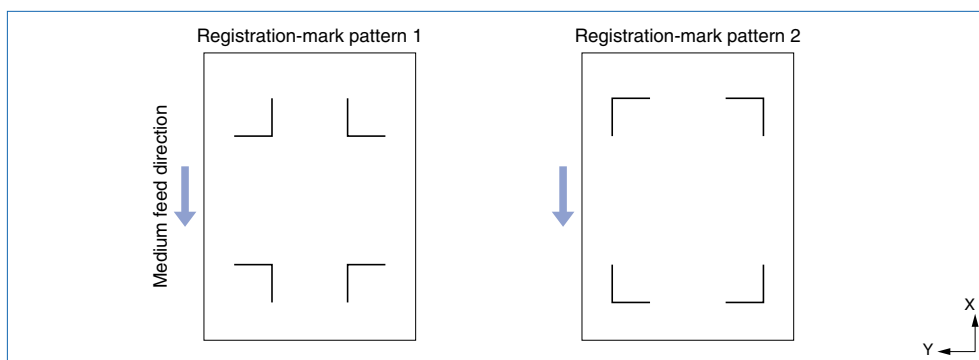 Registration-mark pattern 1
Registration-mark pattern 2
Medium feed direction
X
Y